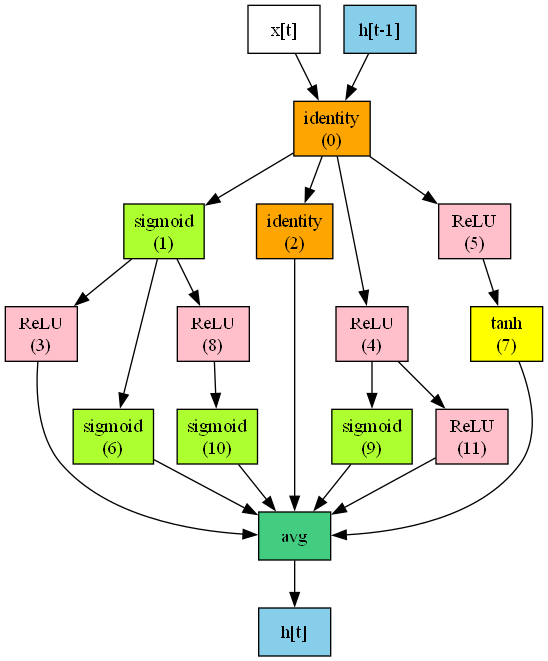 x[t]
h[t-1]
identity
(0)
sigmoid
(1)
identity
(2)
ReLU
(5)
ReLU
(3)
ReLU
(8)
ReLU
(4)
tanh
(7)
sigmoid
(6)
sigmoid
(10)
sigmoid
(9)
ReLU
(11)
avg
h[t]